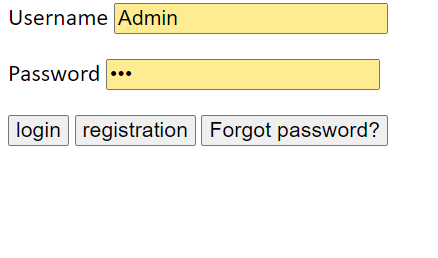 Username Admin
Password •••
login registration Forgot password?